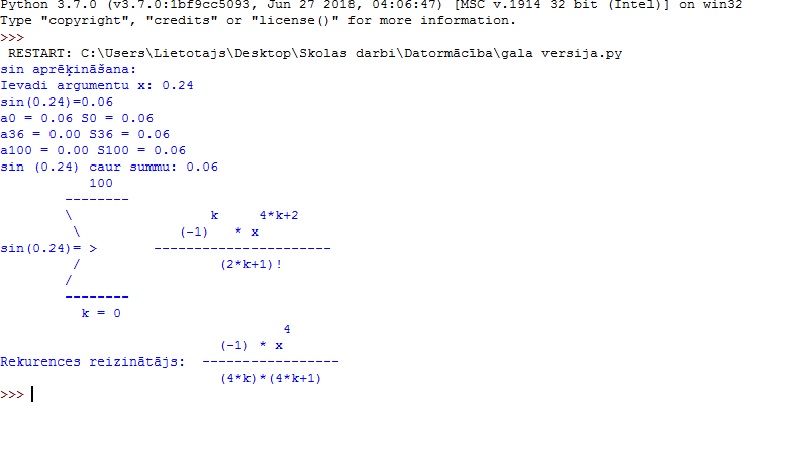 Python 3.7.0 (v3.7.0:1bf9cc5093, Jun 27 2018, 04:06:47) [MSC v.1914 32 bit (Intel)] on win32
Type "copyright", "credits" or "license()" for more information.
>>>
 RESTART: C:\Users\Lietotajs\Desktop\Skolas darbi\Datormācība\gala versija.py
sin aprēķināšana:
Ievadi argumentu x: 0.24
sin(0.24)=0.06
a0 = 0.06 S0 = 0.06
a36 = 0.00 S36 = 0.06
a100 = 0.00 S100 = 0.06
sin (0.24) caur summu: 0.06
           100
        --------
        \                 k     4*k+2
         \            (-1)   * x
sin(0.24)= >       ----------------------
         /                 (2*k+1)!
        /
        --------
          k = 0
                                   4
                           (-1) * x
Rekurences reizinātājs:  -----------------
                           (4*k)*(4*k+1)
>>>